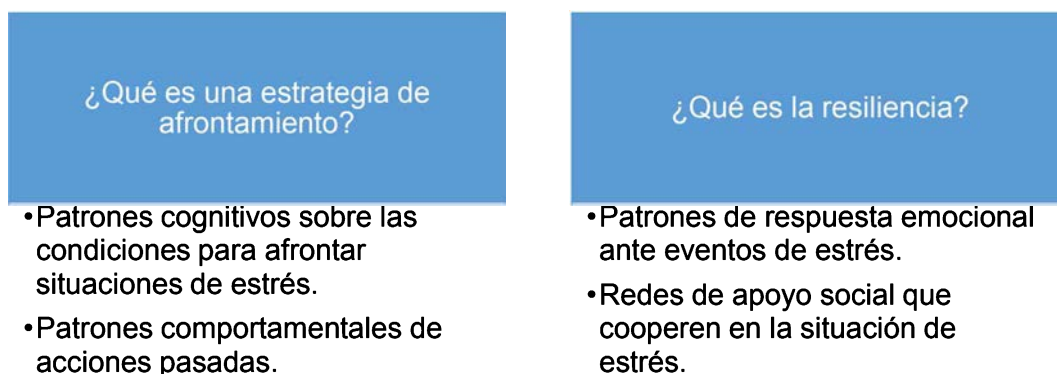 ¿Qué es una estrategia de
afrontamiento?
•Patrones cognitivos sobre las
condiciones para afrontar
situaciones de estrés.
•Patrones comportamentales de
acciones pasadas.
¿Qué es la resiliencia?
•Patrones de respuesta emocional
ante eventos de estrés.
•Redes de apoyo social que
cooperen en la situación de
estrés.